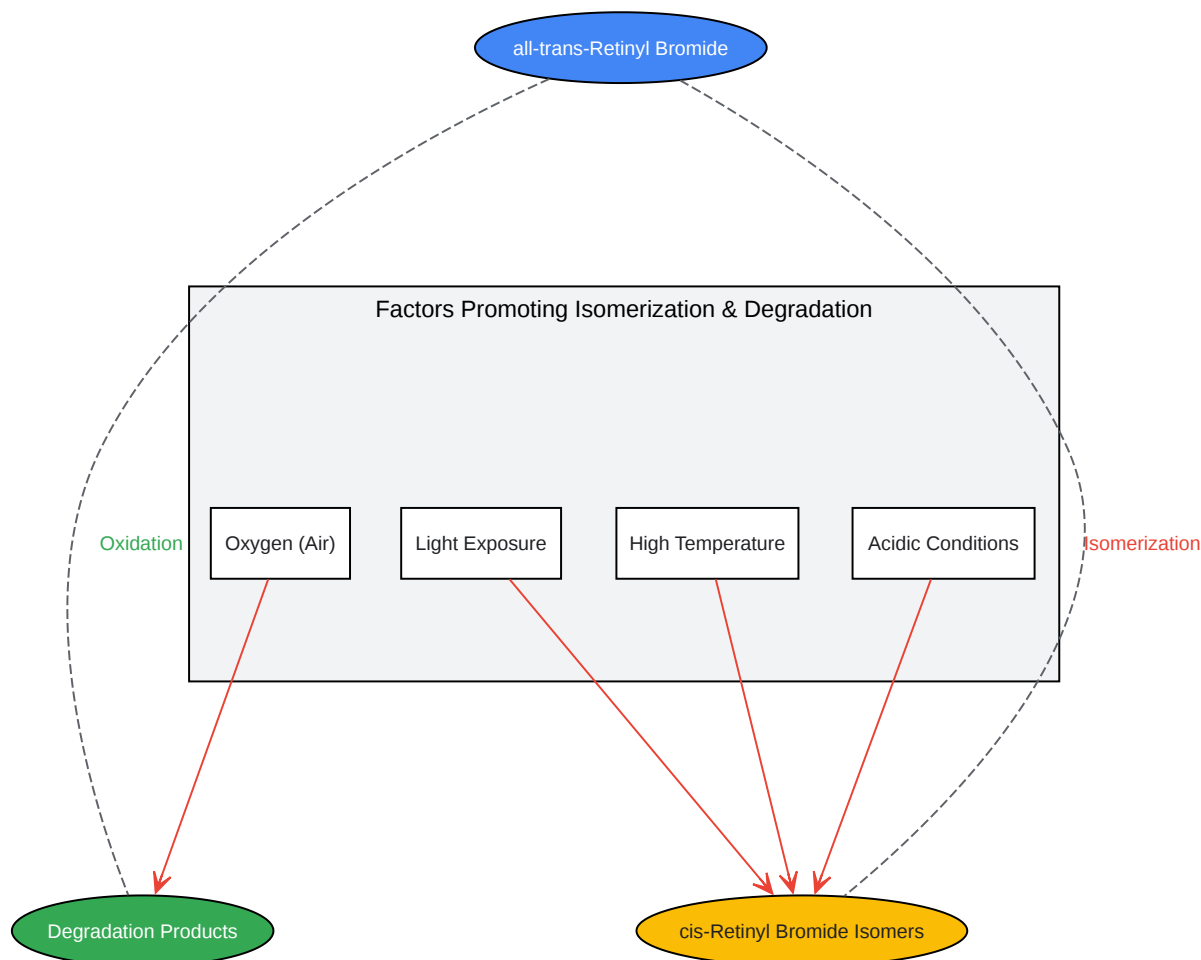 all-trans-Retinyl Bromide
Factors Promoting Isomerization & Degradation
Oxidation
Oxygen (Air)
Light Exposure
High Temperature
Acidic Conditions
Isomerization
Degradation Products
cis-Retinyl Bromide Isomers